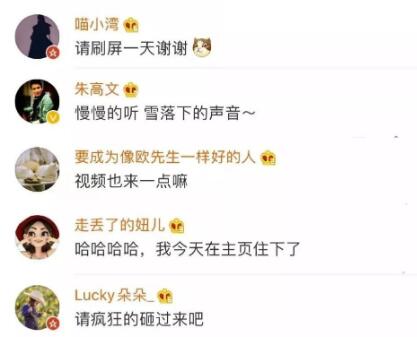 喵小湾
请刷屏一天谢谢
朱高文
慢慢的听 雪落下的声音～
要成为像欧先生一样好的人
视频也来一点嘛
走丢了的妞儿
哈哈哈哈，我今天在主页住下了
Lucky朵朵_
请疯狂的砸过来吧